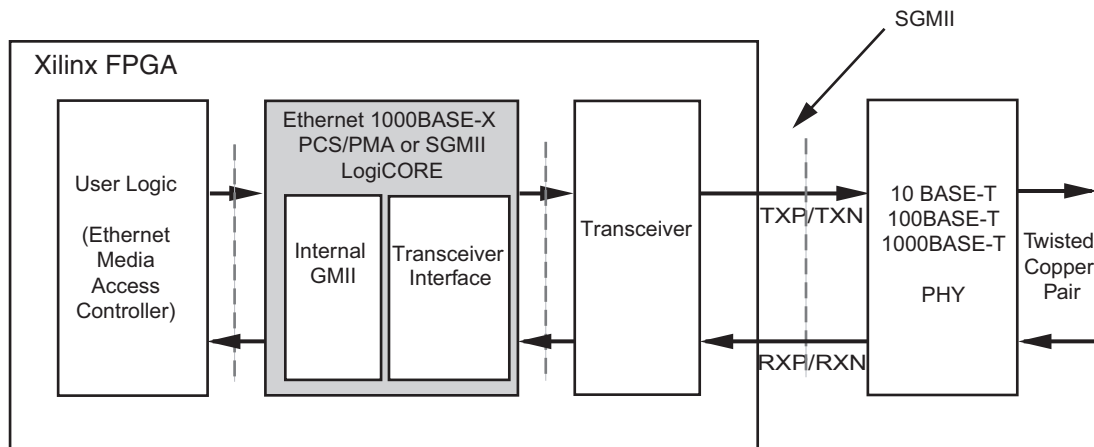 SGMII
Xilinx FPGA
User Logic
(Ethernet
Media
Access
Controller)
Ethernet 1000BASE-X
PCS/PMA or SGMII
LogiCORE
Internal
GMII
Transceiver
Interface
Transceiver
TXP/TXN
RXP/RXN
10 BASE-T
100BASE-T
1000BASE-T
PHY
Twisted
Copper
Pair